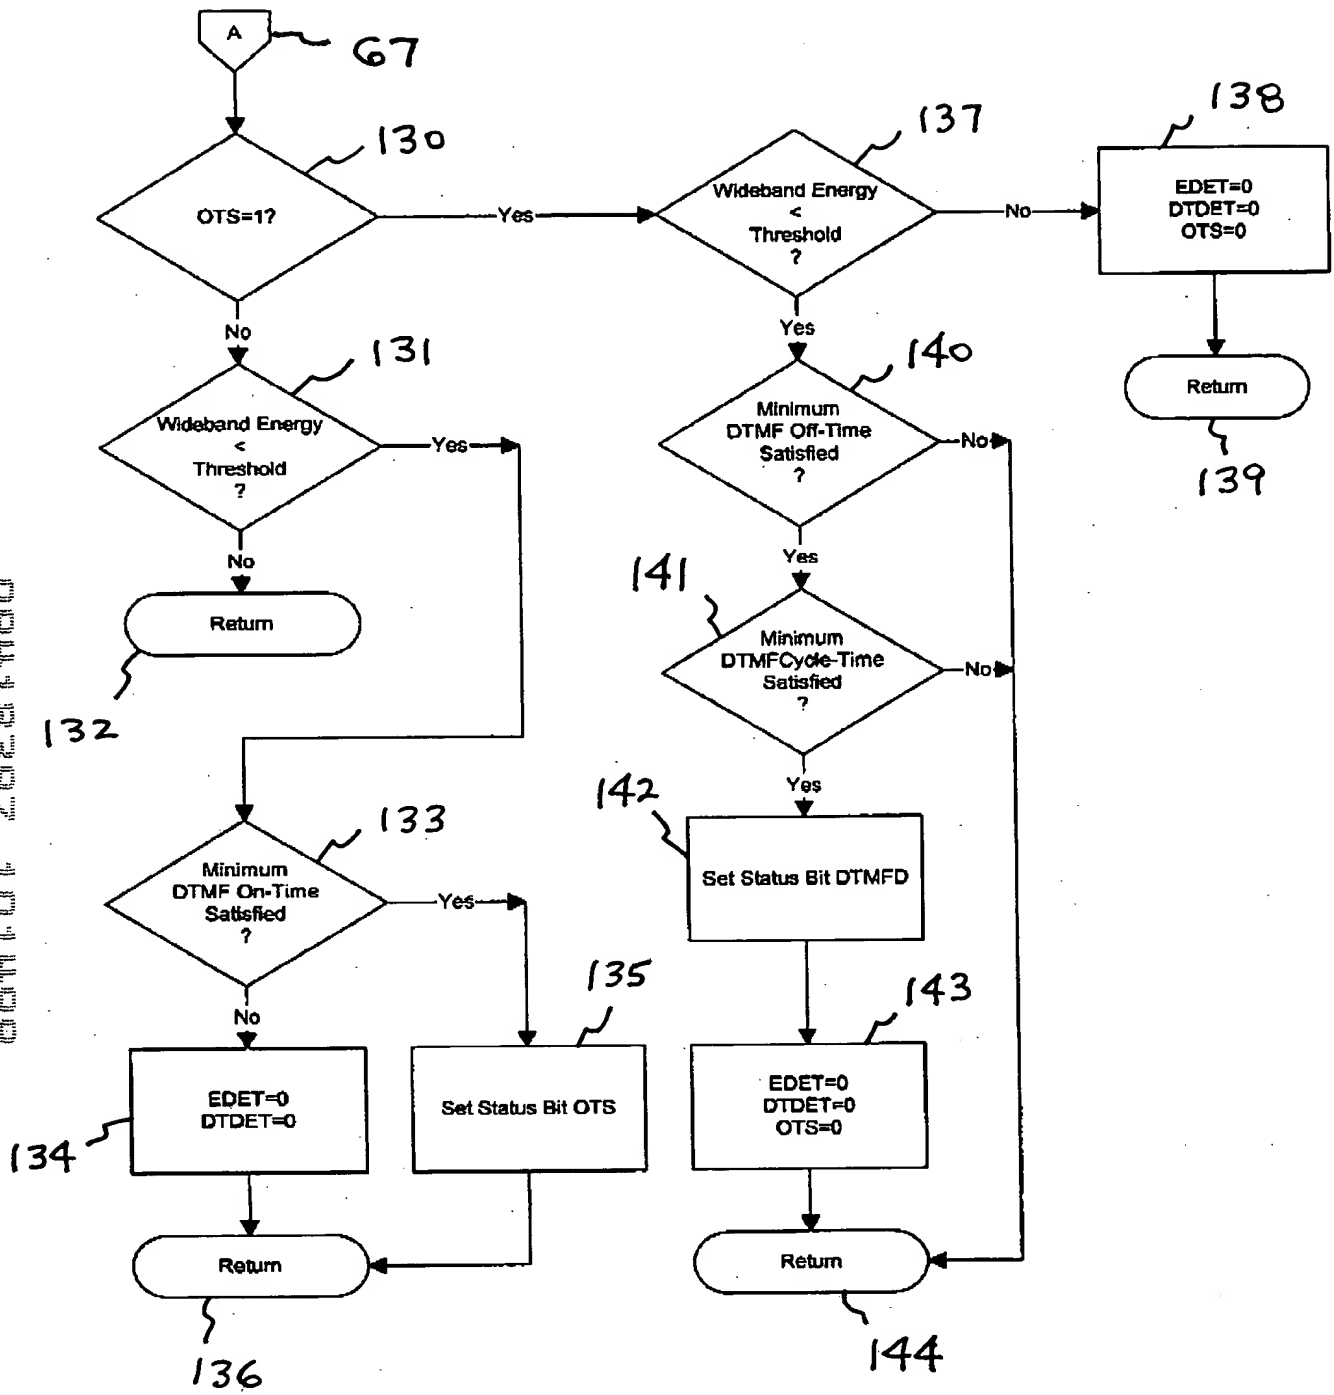 A
67
130
OTS=1?
Yes
No
137
Wideband Energy
<
Threshold
?
No
Yes
138
EDET=0
DTDET=0
OTS=0
Return
139
131
Wideband Energy
<
Threshold
?
Yes
No
Return
132
140
Minimum
DTMF Off-Time
Satisfied
?
No
Yes
141
Minimum
DTMFCycle-Time
Satisfied
?
No
Yes
133
Minimum
DTMF On-Time
Satisfied
?
Yes
No
142
Set Status Bit DTMFD
134
EDET=0
DTDET=0
135
Set Status Bit OTS
143
EDET=0
DTDET=0
OTS=0
Return
136
Return
144